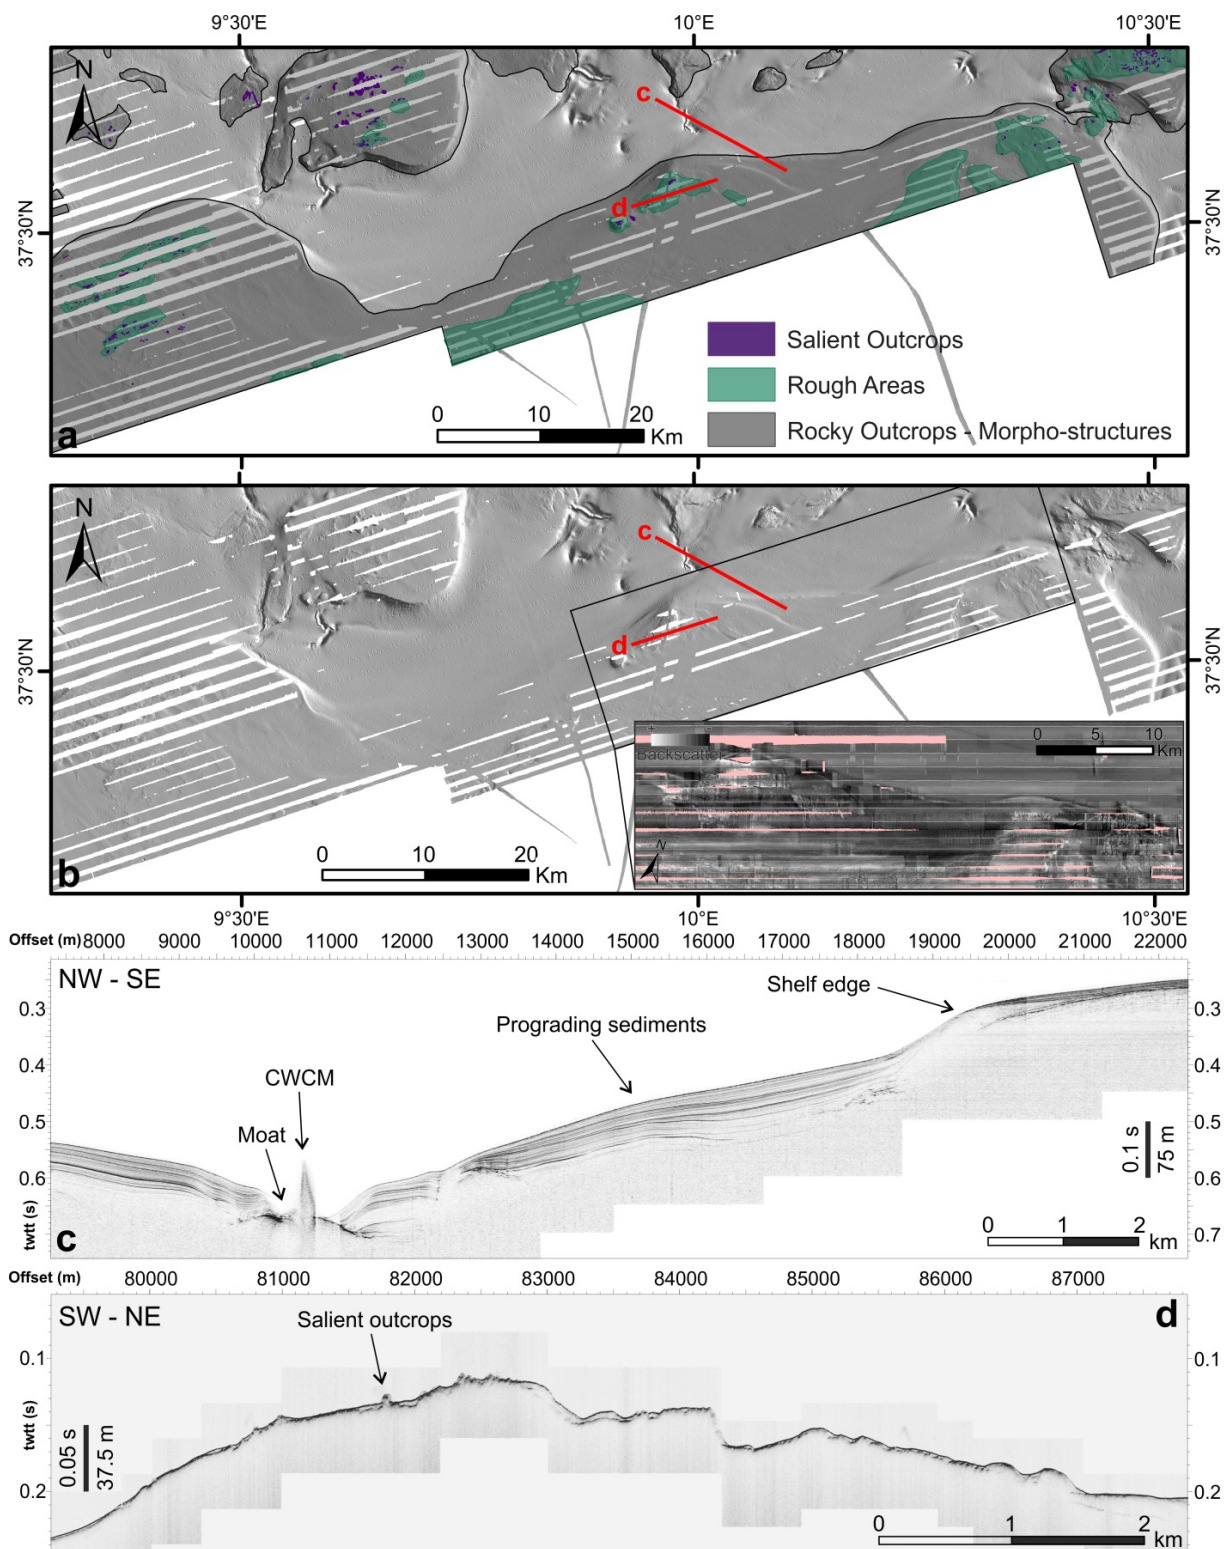 9°30'E 10°E 10°30'E
N
c
d
37°30'N 37°30'N
Salient Outcrops
Rough Areas
Rocky Outcrops - Morpho-structures
0 10 20
Km
a
N
c
d
37°30'N 37°30'N
+ -
Backscatter
0 5 10
Km
N
0 10 20
Km
b
9°30'E 10°E 10°30'E
Offset (m) 8000 9000 10000 11000 12000 13000 14000 15000 16000 17000 18000 19000 20000 21000 22000
NW - SE
Shelf edge
0.3 0.3
Prograding sediments
0.4 0.4
CWCM
0.5 0.5
Moat
0.1 s
75 m
0.6 0.6
twtt (s)
c
0 1 2
km
0.7
Offset (m) 80000 81000 82000 83000 84000 85000 86000 87000
SW - NE
d
Salient outcrops
0.1 0.1
twtt (s)
0.05 s
37.5 m
0.2 0.2
0 1 2
km